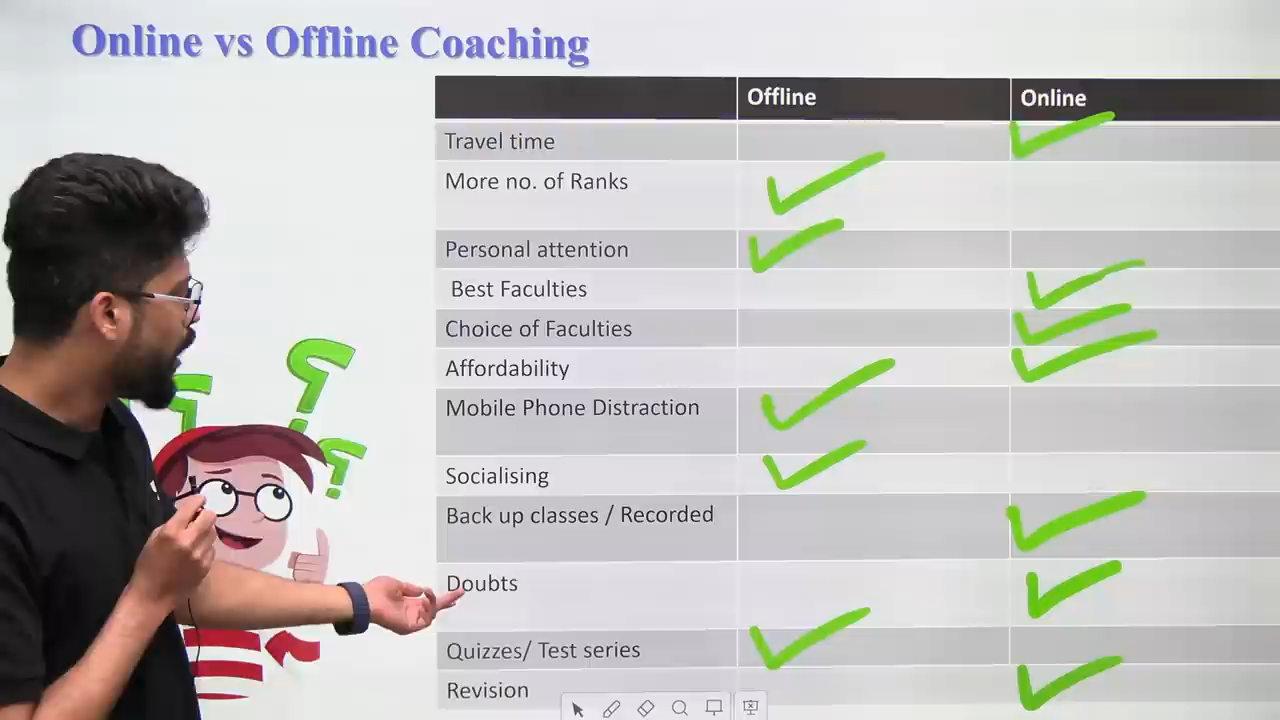 Online vs Offline Coaching
Offline Online
Travel time
More no. of Ranks
Personal attention
Best Faculties
Choice of Faculties
Affordability
Mobile Phone Distraction
Socialising
Back up classes / Recorded
Doubts
Quizzes/ Test series
Revision